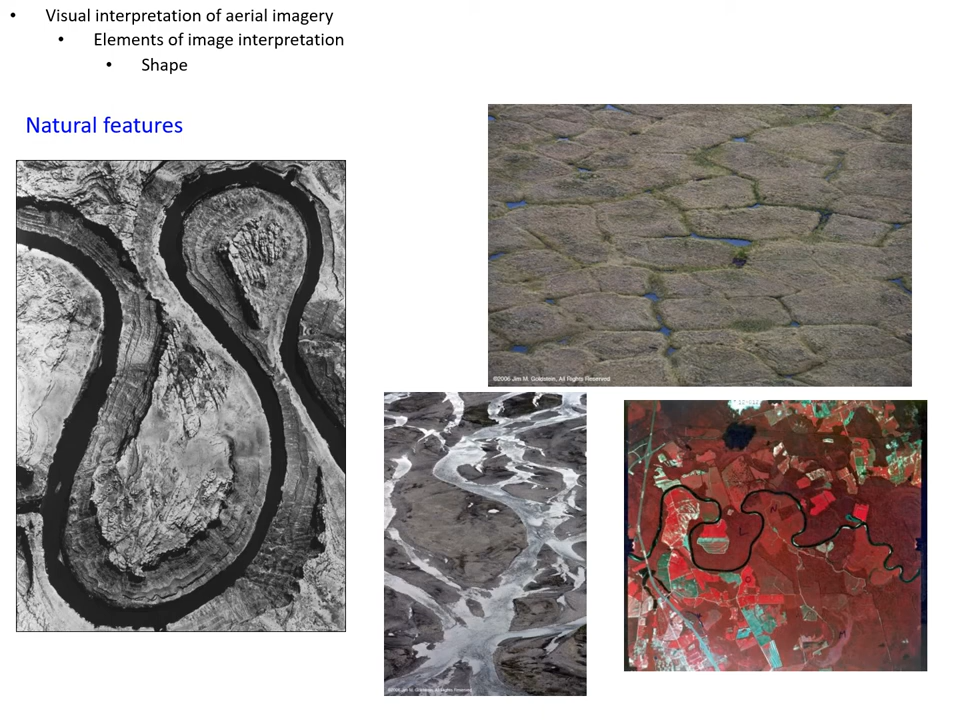 • Visual interpretation of aerial imagery
• Elements of image interpretation
• Shape
Natural features
©2006 Jim M. Goldstein, All Rights Reserved